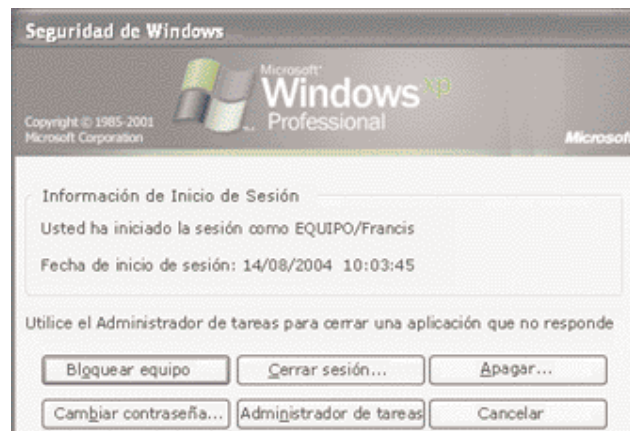 Seguridad de Windows
Microsoft
Windows xp
Professional
Copyright © 1985-2001
Microsoft Corporation
Microsoft
Información de Inicio de Sesión
Usted ha iniciado la sesión como EQUIPO/Francis
Fecha de inicio de sesión: 14/08/2004 10:03:45
Utilice el Administrador de tareas para cerrar una aplicación que no responde
Bloquear equipo Cerrar sesión... Apagar...
Cambiar contraseña... Administrador de tareas Cancelar